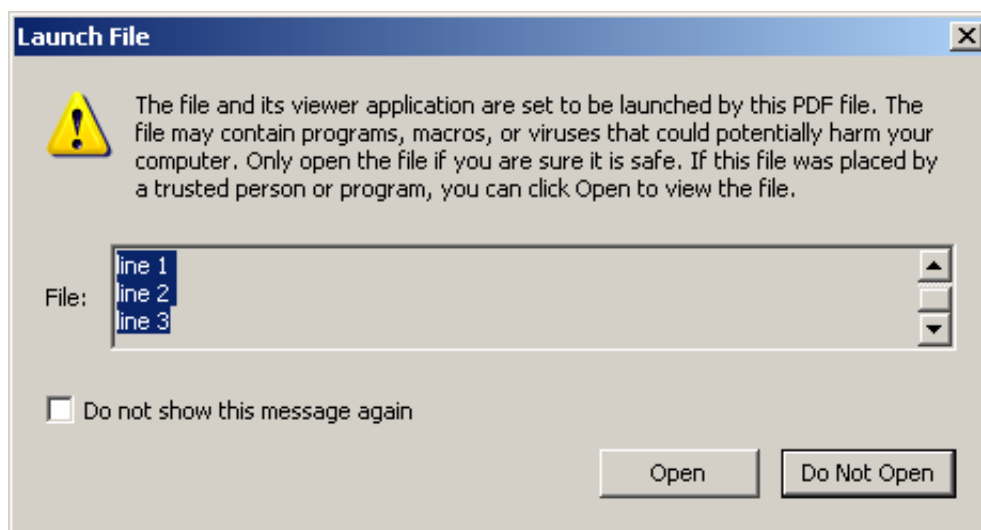 Launch File
The file and its viewer application are set to be launched by this PDF file. The
file may contain programs, macros, or viruses that could potentially harm your
computer. Only open the file if you are sure it is safe. If this file was placed by
a trusted person or program, you can click Open to view the file.
File:
line 1
line 2
line 3
Do not show this message again
Open
Do Not Open